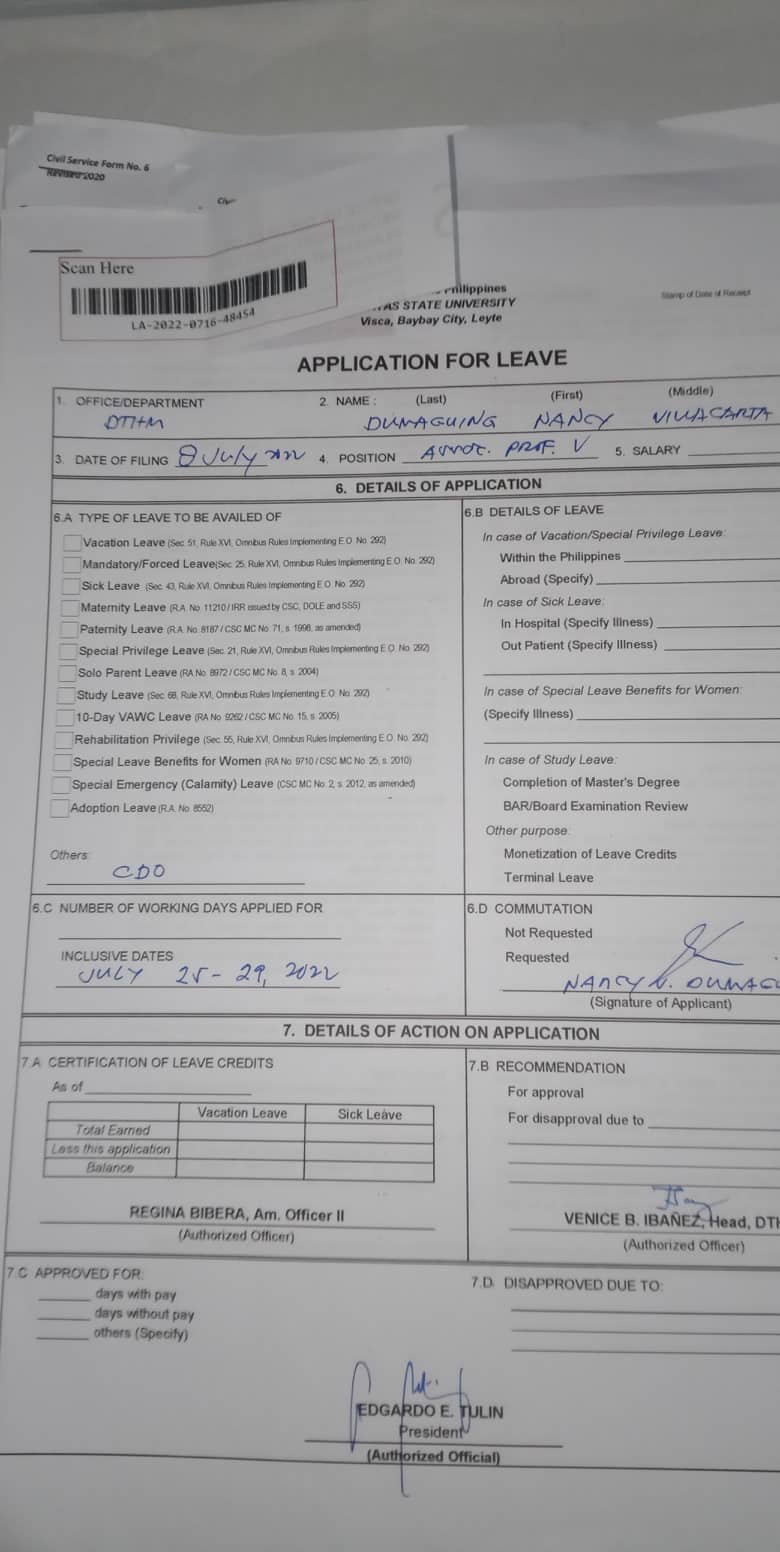 Civil Service Form No. 6
Revised 2020
Scan Here
LA-2022-0716-48454
Philippines
AS STATE UNIVERSITY
Visca, Baybay City, Leyte
Stamp of Date of Receipt
APPLICATION FOR LEAVE
1. OFFICE/DEPARTMENT 2. NAME : (Last) (First) (Middle)
DTHM DUMAGUING NANCY VILLACARTA
3. DATE OF FILING 8 July 2022 4. POSITION ASSOC. PROF. V 5. SALARY
6. DETAILS OF APPLICATION
6.A TYPE OF LEAVE TO BE AVAILED OF
Vacation Leave (Sec. 51, Rule XVI, Omnibus Rules Implementing E.O. No. 292)
Mandatory/Forced Leave(Sec. 25, Rule XVI, Omnibus Rules Implementing E.O. No. 292)
Sick Leave (Sec. 43, Rule XVI, Omnibus Rules Implementing E.O. No. 292)
Maternity Leave (R.A. No. 11210 / IRR issued by CSC, DOLE and SSS)
Paternity Leave (R.A. No. 8187 / CSC MC No. 71, s. 1998, as amended)
Special Privilege Leave (Sec. 21, Rule XVI, Omnibus Rules Implementing E.O. No. 292)
Solo Parent Leave (RA No. 8972 / CSC MC No. 8, s. 2004)
Study Leave (Sec. 68, Rule XVI, Omnibus Rules Implementing E.O. No. 292)
10-Day VAWC Leave (RA No. 9262 / CSC MC No. 15, s. 2005)
Rehabilitation Privilege (Sec. 55, Rule XVI, Omnibus Rules Implementing E.O. No. 292)
Special Leave Benefits for Women (RA No. 9710 / CSC MC No. 25, s. 2010)
Special Emergency (Calamity) Leave (CSC MC No. 2, s. 2012, as amended)
Adoption Leave (R.A. No. 8552)
Others:
CDO
6.B DETAILS OF LEAVE
In case of Vacation/Special Privilege Leave:
Within the Philippines
Abroad (Specify)
In case of Sick Leave:
In Hospital (Specify Illness)
Out Patient (Specify Illness)
In case of Special Leave Benefits for Women:
(Specify Illness)
In case of Study Leave:
Completion of Master's Degree
BAR/Board Examination Review
Other purpose:
Monetization of Leave Credits
Terminal Leave
6.C NUMBER OF WORKING DAYS APPLIED FOR
INCLUSIVE DATES
JULY 25 - 29, 2022
6.D COMMUTATION
Not Requested
Requested
NANCY V. DUMAGU
(Signature of Applicant)
7. DETAILS OF ACTION ON APPLICATION
7.A CERTIFICATION OF LEAVE CREDITS
As of
Vacation Leave Sick Leave
Total Earned
Less this application
Balance
REGINA BIBERA, Am. Officer II
(Authorized Officer)
7.B RECOMMENDATION
For approval
For disapproval due to
VENICE B. IBAÑEZ, Head, DTH
(Authorized Officer)
7.C APPROVED FOR:
days with pay
days without pay
others (Specify)
7.D. DISAPPROVED DUE TO:
EDGARDO E. TULIN
President
(Authorized Official)